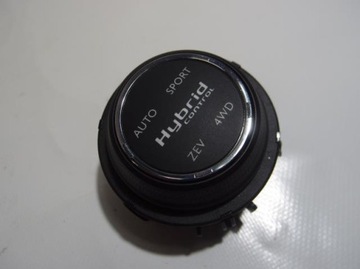 SPORT
AUTO
Hybrid
CONTROL
4WD
ZEV